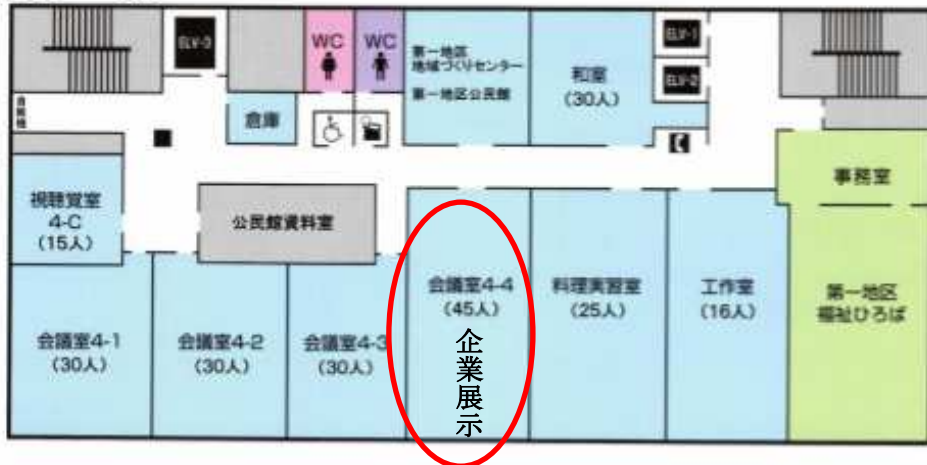 ELV-3
WC
WC
第一地区
地域づくりセンター
第一地区公民館
和室
(30人)
ELV-1
ELV-2
自販機
倉庫
事務室
視聴覚室
4-C
(15人)
公民館資料室
会議室4-1
(30人)
会議室4-2
(30人)
会議室4-3
(30人)
会議室4-4
(45人)
企業展示
料理実習室
(25人)
工作室
(16人)
第一地区
福祉ひろば